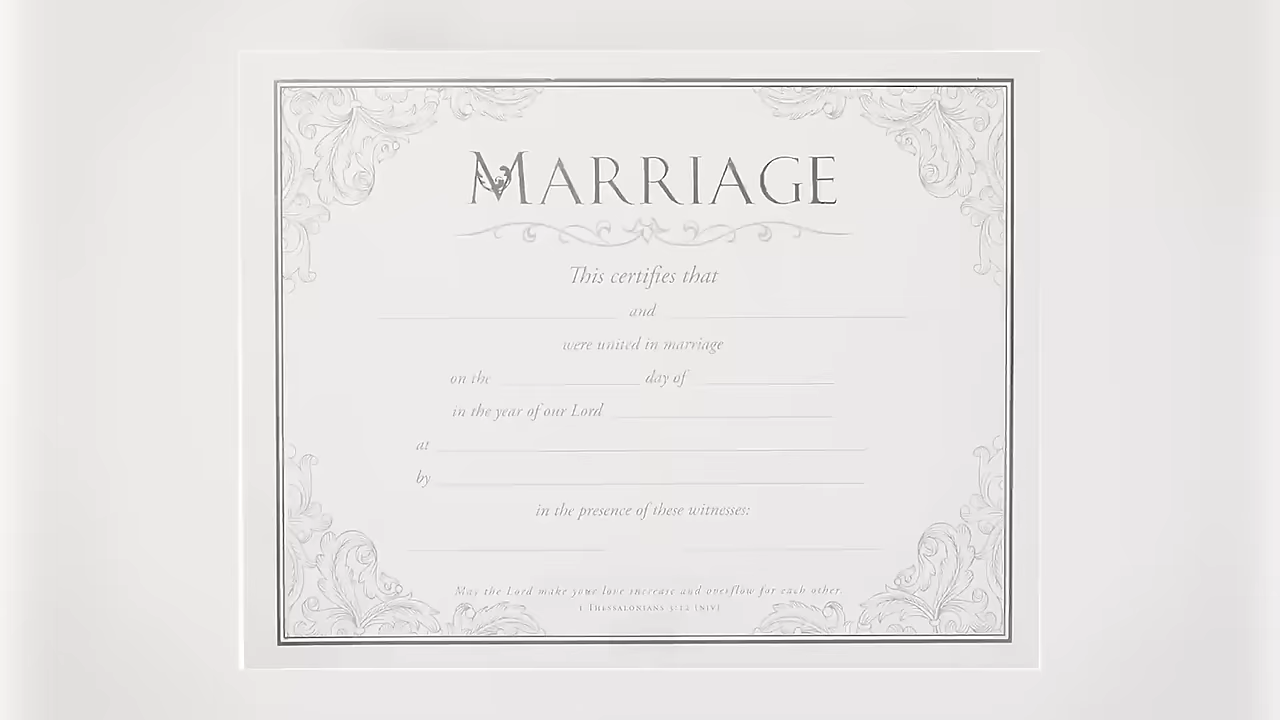 MARRIAGE
This certifies that
and
were united in marriage
on the day of
in the year of our Lord
at
by
in the presence of these witnesses:
May the Lord make your love increase and overflow for each other.
1 THESSALONIANS 3:12 (NIV)